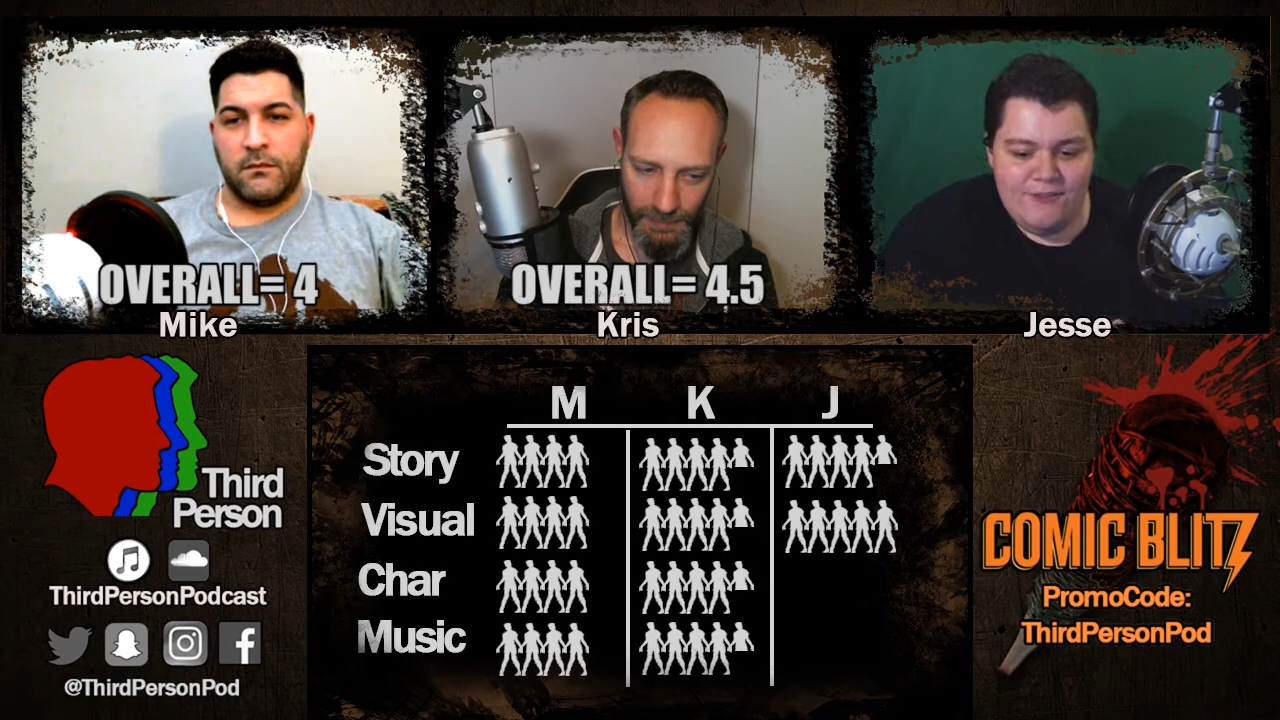 OVERALL= 4
OVERALL= 4.5
Mike
Kris
Jesse
Third
Person
ThirdPersonPodcast
@ThirdPersonPod
M K J
Story
Visual
Char
Music
COMIC BLITZ
PromoCode:
ThirdPersonPod